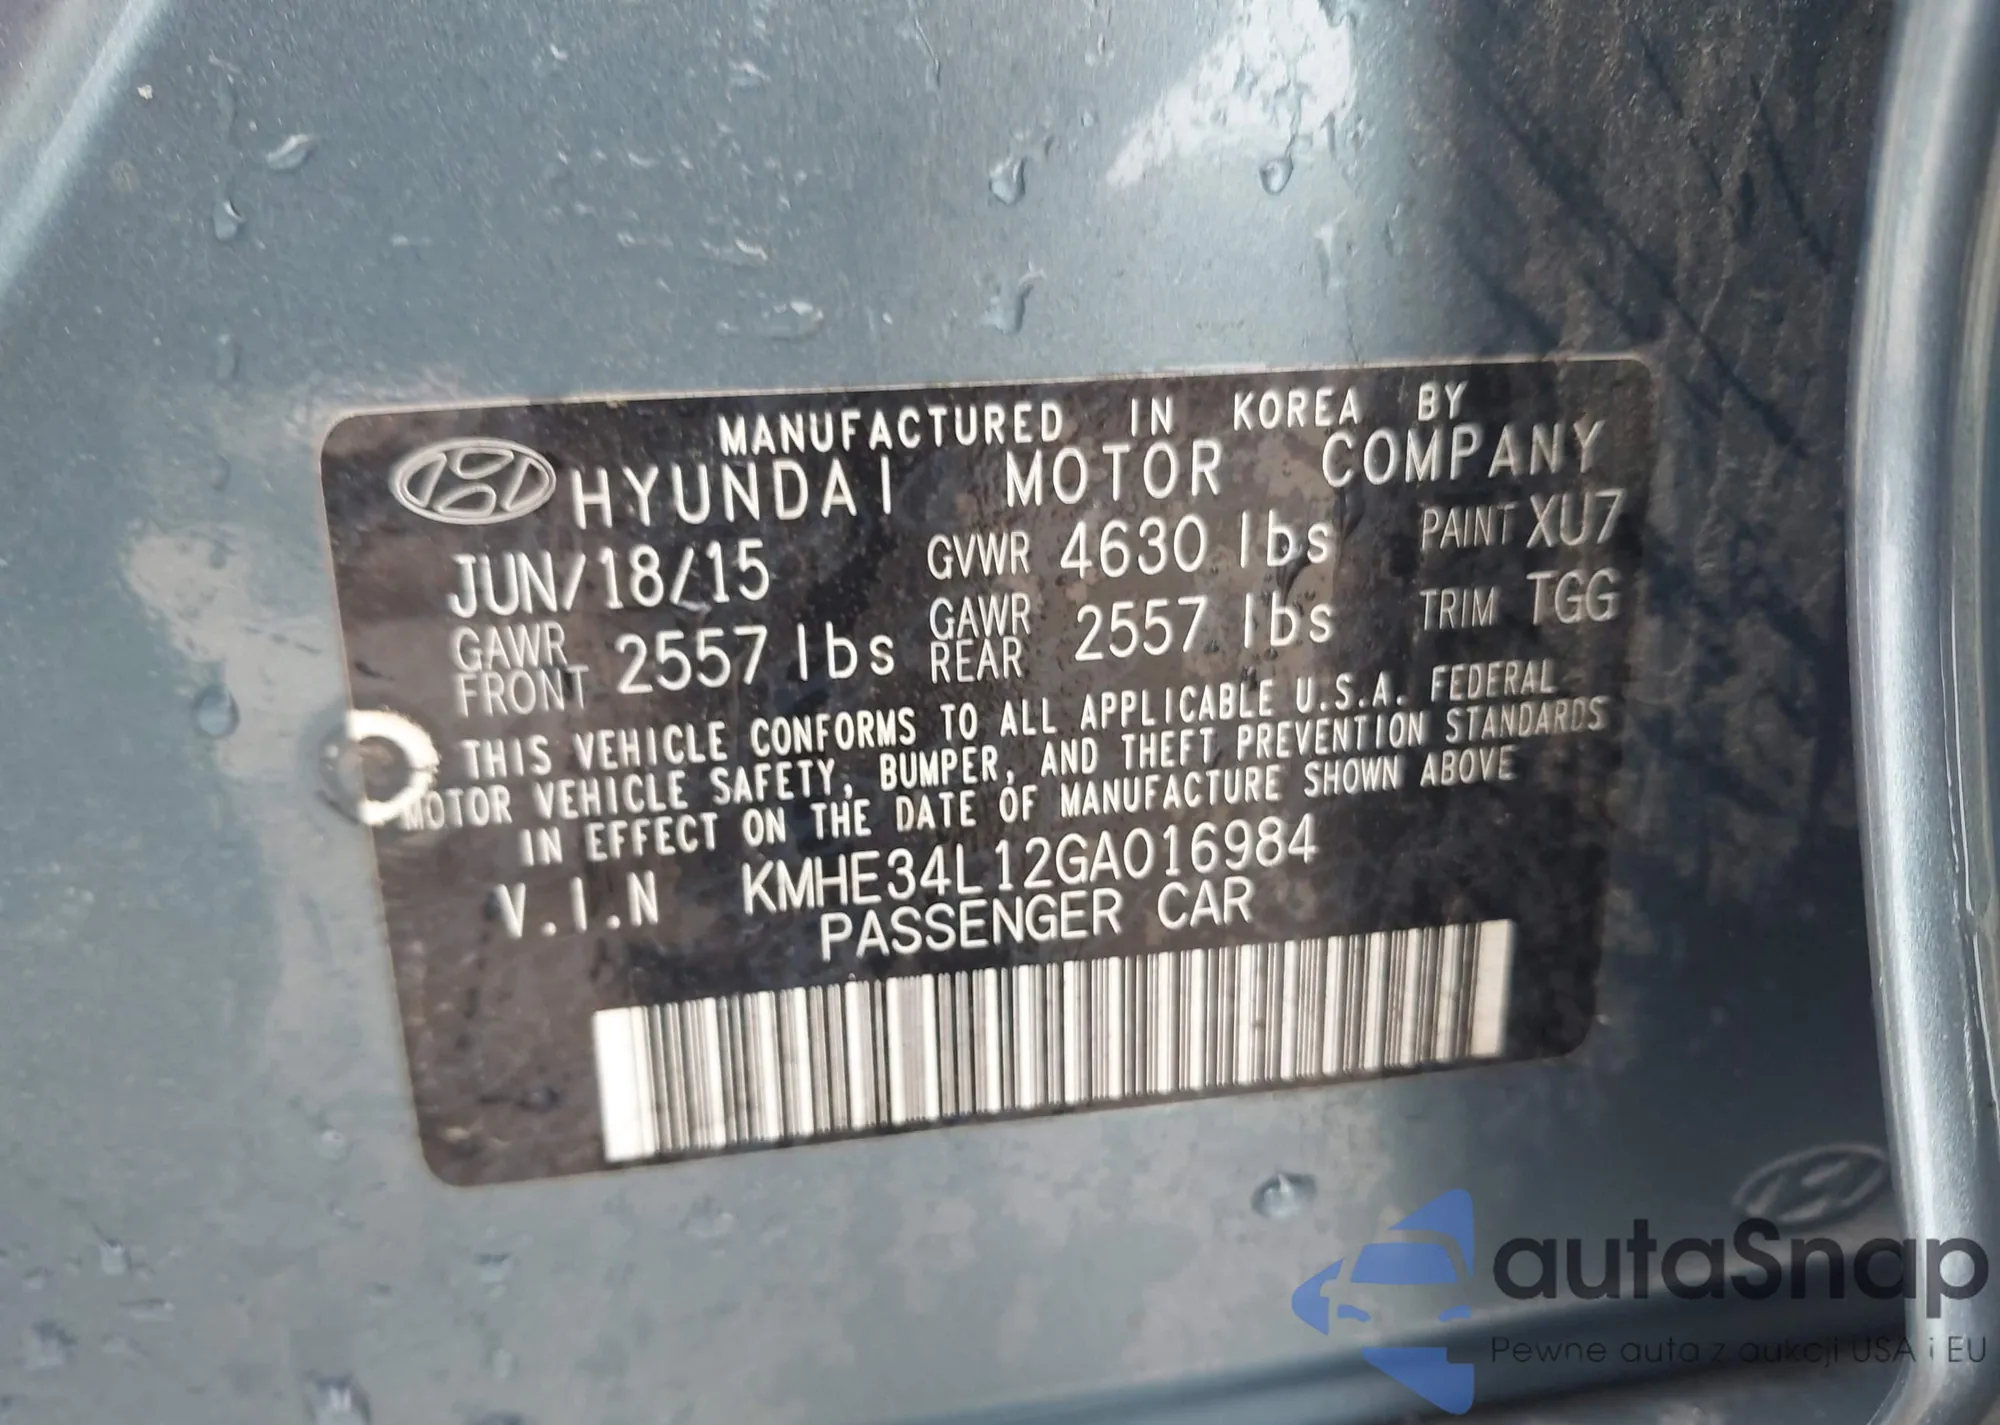 MANUFACTURED IN KOREA BY
HYUNDAI MOTOR COMPANY
JUN/18/15 GVWR 4630 lbs PAINT XU7
GAWR FRONT 2557 lbs GAWR REAR 2557 lbs TRIM TGG
THIS VEHICLE CONFORMS TO ALL APPLICABLE U.S.A. FEDERAL
MOTOR VEHICLE SAFETY, BUMPER, AND THEFT PREVENTION STANDARDS
IN EFFECT ON THE DATE OF MANUFACTURE SHOWN ABOVE
V.I.N KMHE34L12GA016984
PASSENGER CAR
autaSnap
Pewne auta z aukcji USA i EU